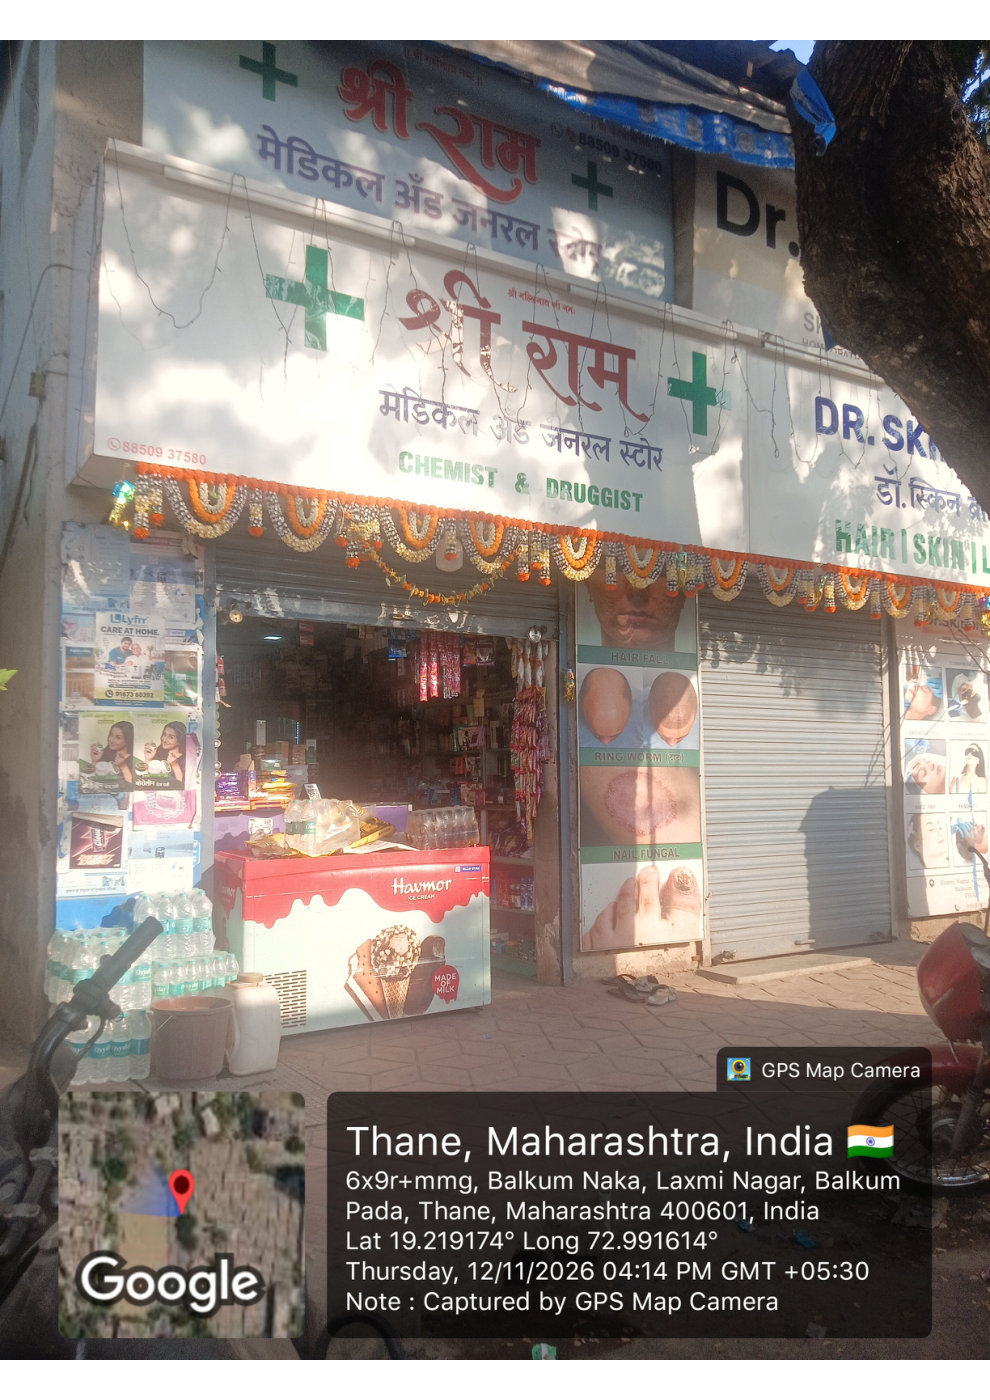 श्री राम
88509 37580
मेडिकल अँड जनरल स्टोर
Dr.
श्री राम
मेडिकल अँड जनरल स्टोर
CHEMIST & DRUGGIST
88509 37580
DR. SK
डॉ. स्किन
HAIR | SKIN | L
Lyfrr
CARE AT HOME.
91673 60392
HAIR FALL
RING WORM (दाद)
NAIL FUNGAL
Havmor
ICE CREAM
MADE
OF
MILK
GPS Map Camera
Thane, Maharashtra, India
6x9r+mmg, Balkum Naka, Laxmi Nagar, Balkum
Pada, Thane, Maharashtra 400601, India
Lat 19.219174° Long 72.991614°
Thursday, 12/11/2026 04:14 PM GMT +05:30
Note : Captured by GPS Map Camera
Google